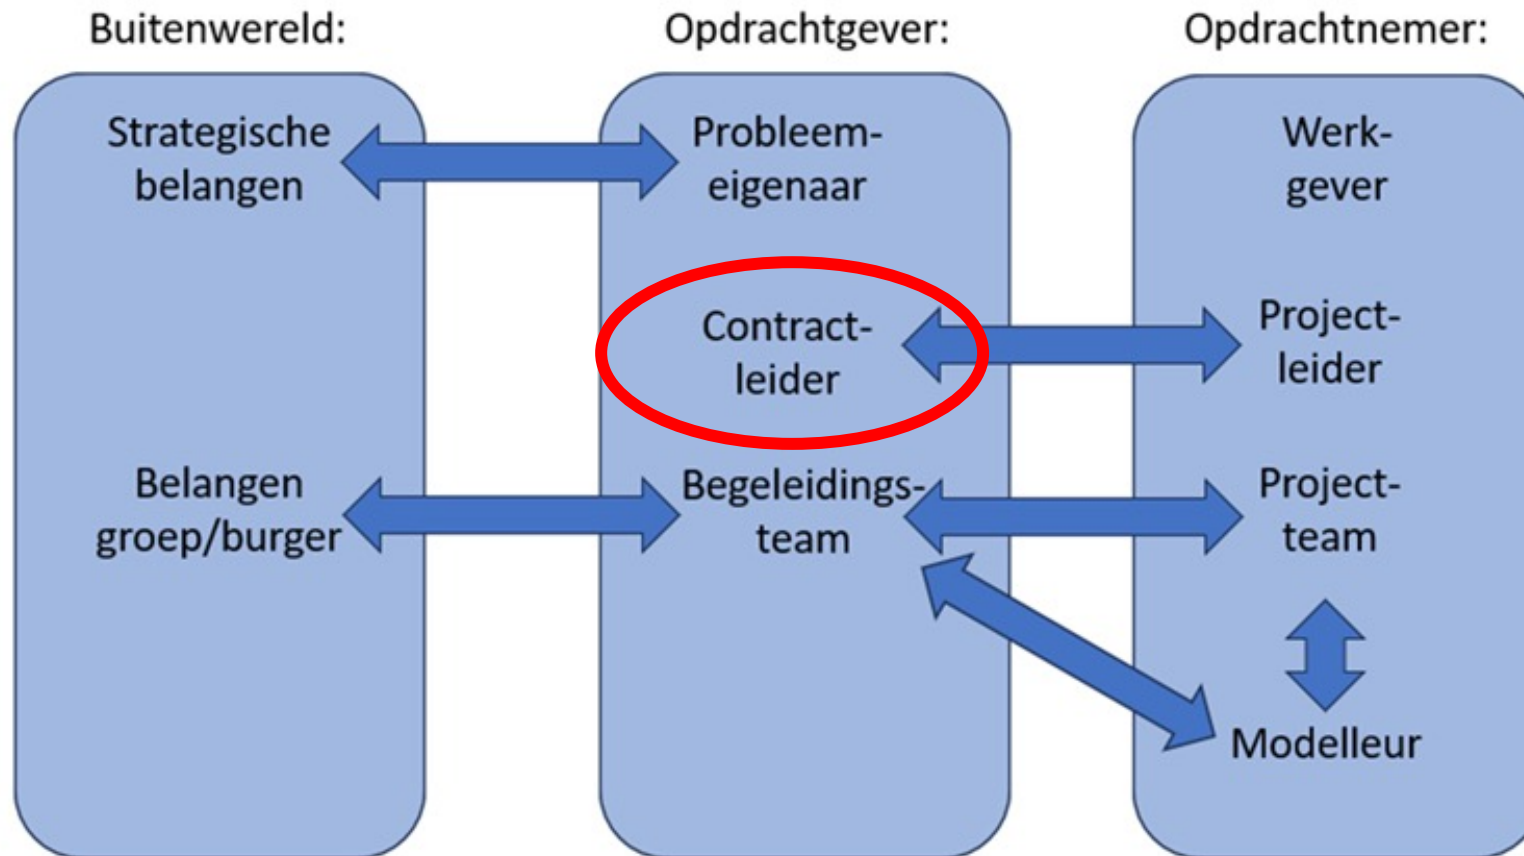 Buitenwereld:
Strategische
belangen
Belangen
groep/burger
Opdrachtgever:
Probleem-
eigenaar
Contract-
leider
Begeleidings-
team
Opdrachtnemer:
Werk-
gever
Project-
leider
Project-
team
Modelleur